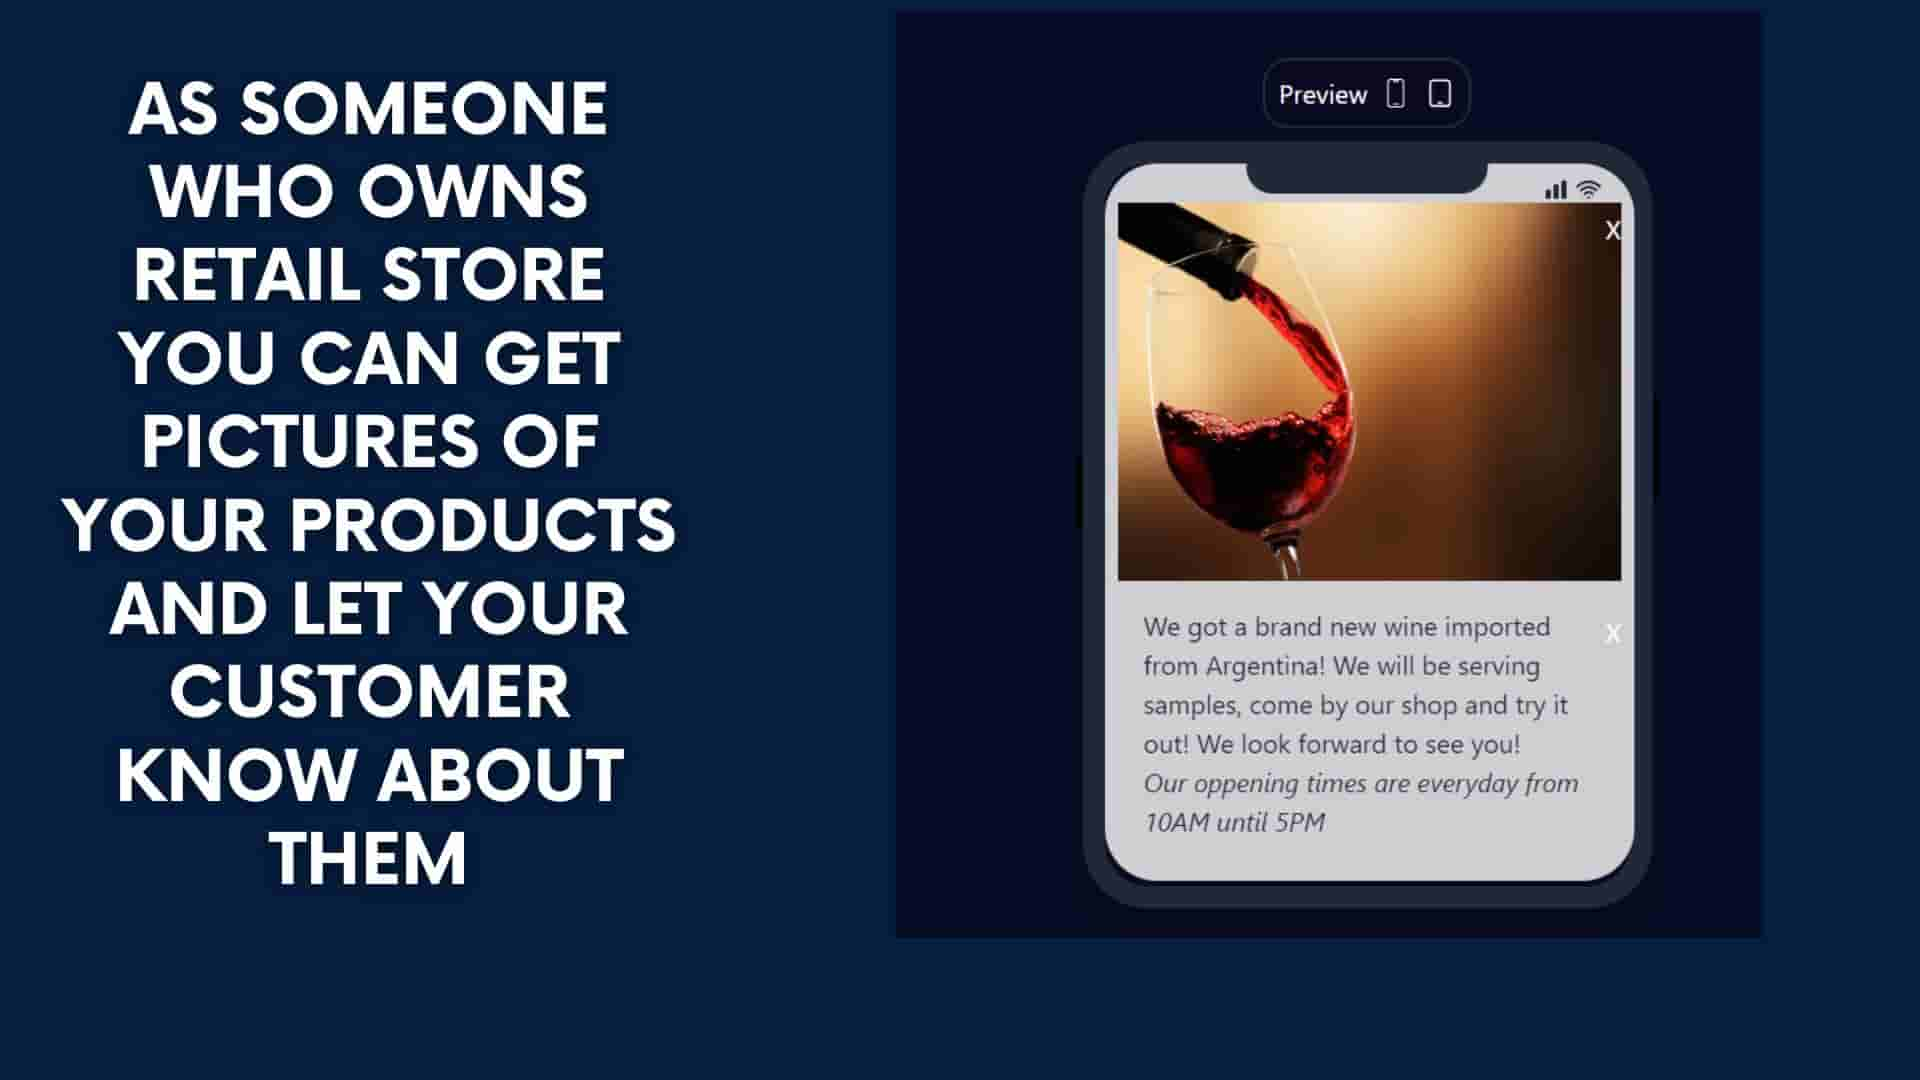 AS SOMEONE
WHO OWNS
RETAIL STORE
YOU CAN GET
PICTURES OF
YOUR PRODUCTS
AND LET YOUR
CUSTOMER
KNOW ABOUT
THEM
Preview
X
We got a brand new wine imported
X
from Argentina! We will be serving
samples, come by our shop and try it
out! We look forward to see you!
Our oppening times are everyday from
10AM until 5PM